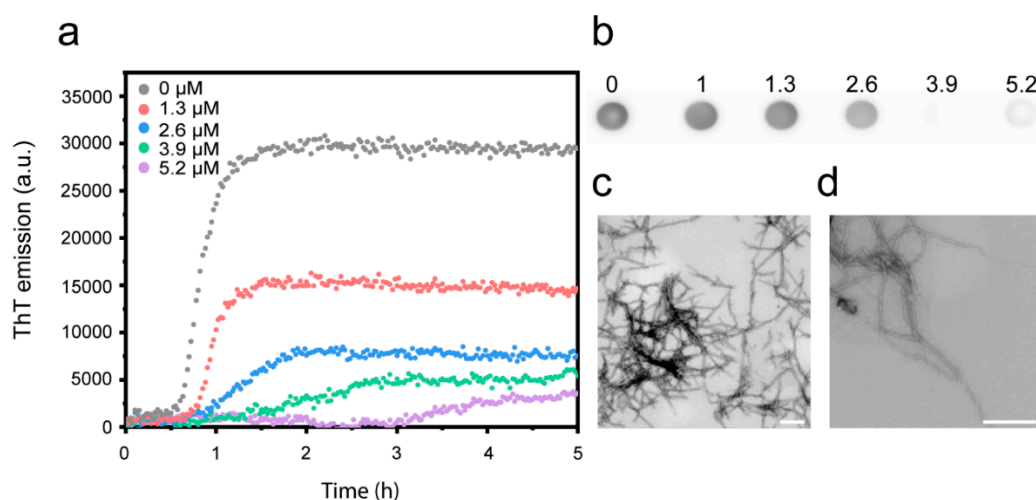 a
35000
30000
25000
20000
15000
10000
5000
0
0 µM
1.3 µM
2.6 µM
3.9 µM
5.2 µM
ThT emission (a.u.)
0 1 2 3 4 5
Time (h)
b
0 1 1.3 2.6 3.9 5.2
c
d